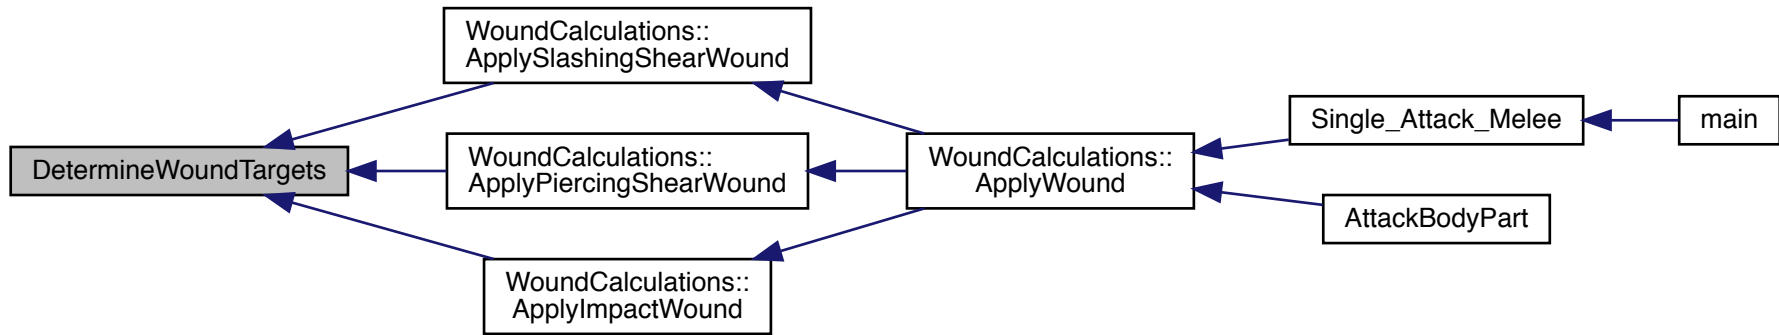 DetermineWoundTargets
WoundCalculations::
ApplySlashingShearWound
WoundCalculations::
ApplyPiercingShearWound
WoundCalculations::
ApplyImpactWound
WoundCalculations::
ApplyWound
Single_Attack_Melee
AttackBodyPart
main